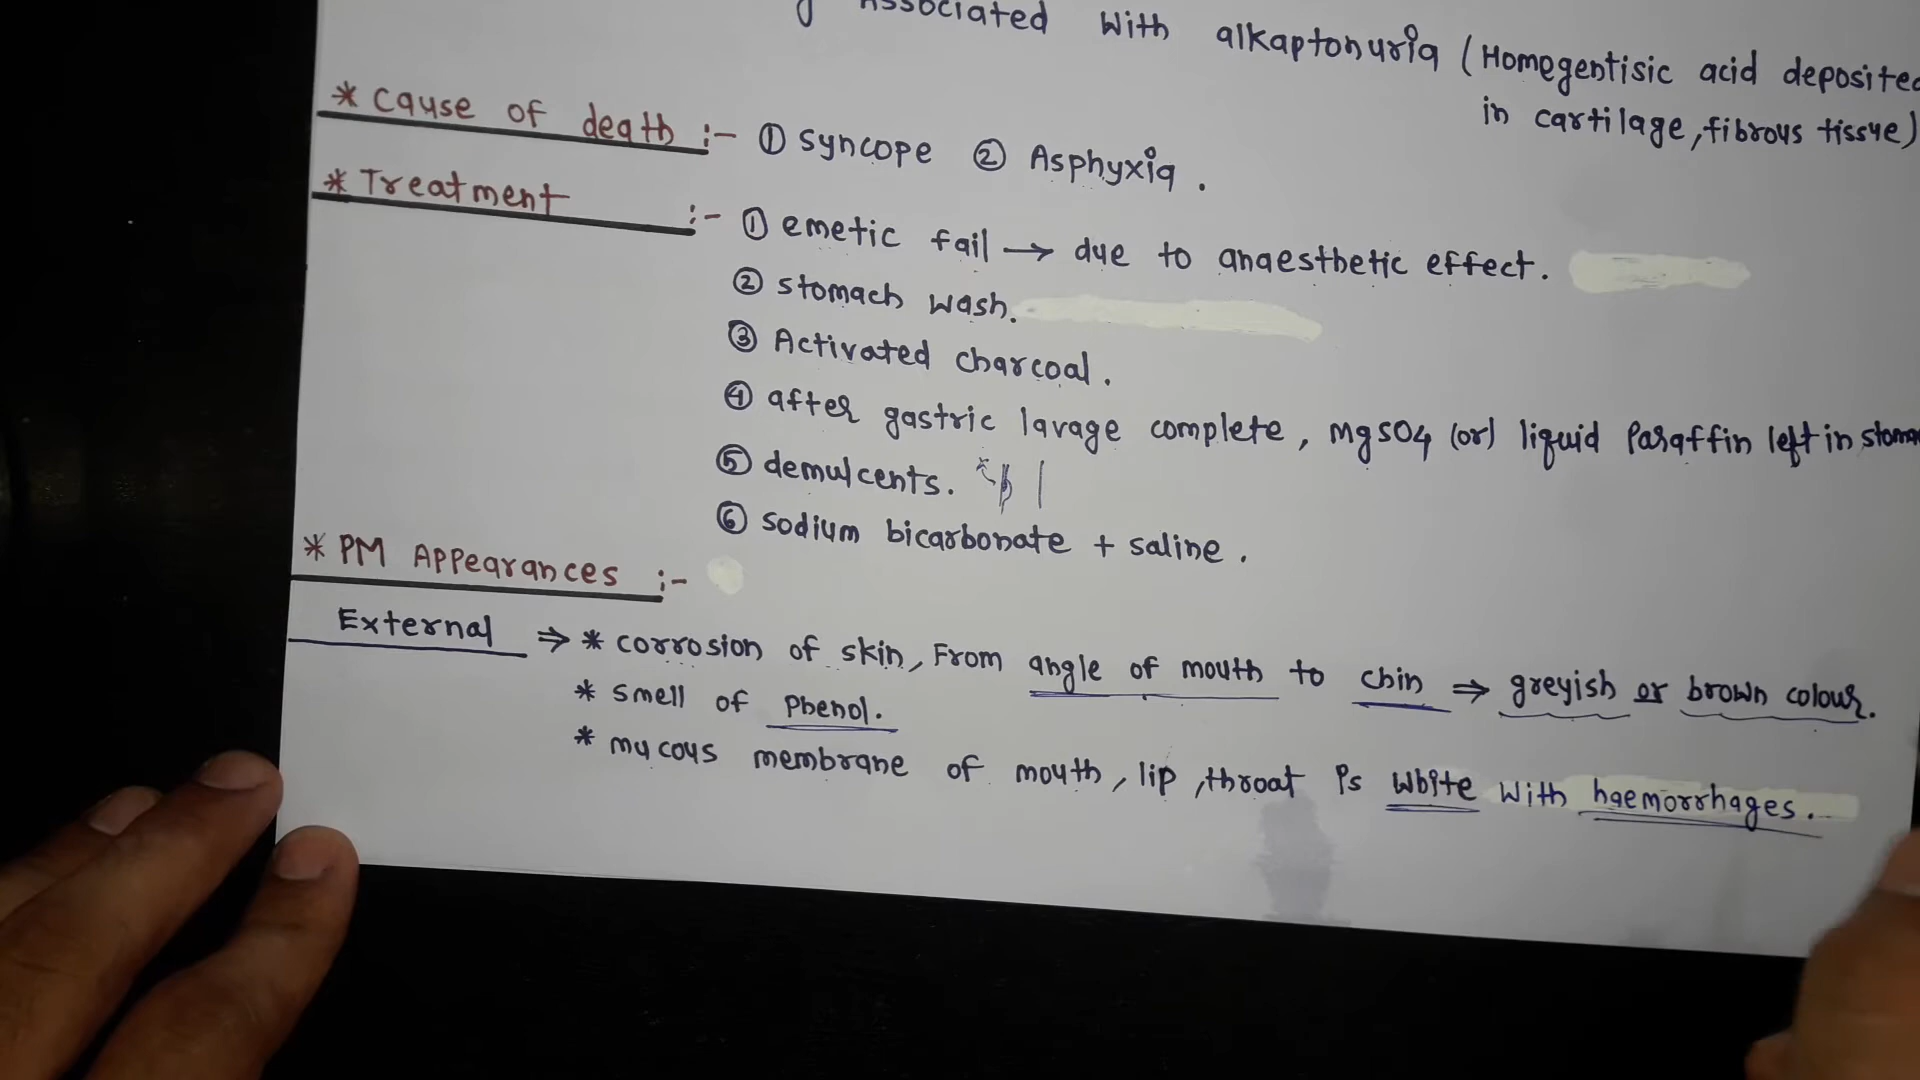 Associated With alkaptonuria (Homogentisic acid deposited
in cartilage, fibrous tissue)
* Cause of death :- ① Syncope ② Asphyxia.
* Treatment :- ① emetic fail → due to anaesthetic effect.
② stomach wash.
③ Activated charcoal.
④ after gastric lavage complete, MgSO4 (or) liquid Paraffin left in stoma
⑤ demulcents.
⑥ sodium bicarbonate + saline.
* PM Appearances :-
External ⇒ * corrosion of skin, From angle of mouth to chin ⇒ greyish or brown colour.
* smell of Phenol.
* mucous membrane of mouth, lip, throat is white with haemorrhages.